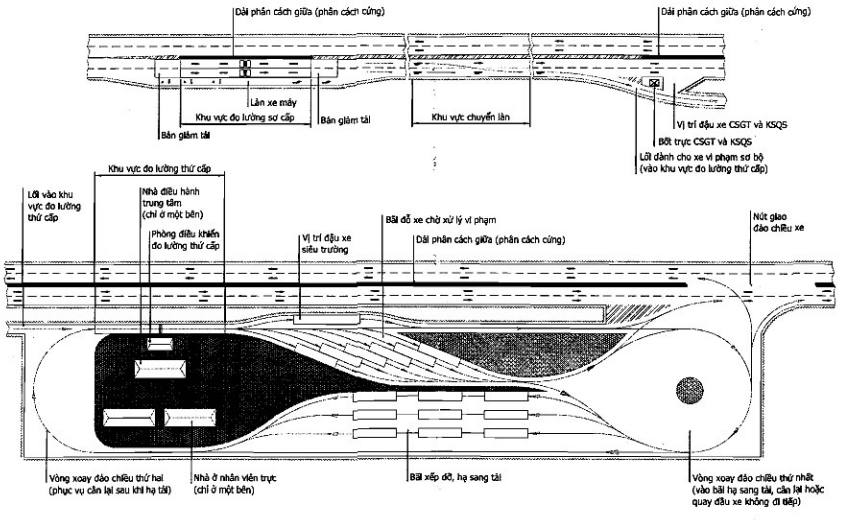 Dải phân cách giữa (phân cách cứng)
Dải phân cách giữa (phân cách cứng)
Làn xe máy
Bản giảm tải
Khu vực đo lường sơ cấp
Bản giảm tải
Khu vực chuyển làn
Vị trí đậu xe CSGT và KSQS
Bốt trực CSGT và KSQS
Lối dành cho xe vi phạm sơ bộ
(vào khu vực đo lường thứ cấp)
Khu vực đo lường thứ cấp
Lối vào khu
vực đo lường
thứ cấp
Nhà điều hành
trung tâm
(chỉ ở một bên)
Phòng điều khiển
đo lường thứ cấp
Vị trí đậu xe
siêu trường
Bãi đỗ xe chờ xử lý vi phạm
Dải phân cách giữa (phân cách cứng)
Nút giao
đảo chiều xe
Vòng xoay đảo chiều thứ hai
(phục vụ cân lại sau khi hạ tải)
Nhà ở nhân viên trực
(chỉ ở một bên)
Bãi xếp dỡ, hạ sang tải
Vòng xoay đảo chiều thứ nhất
(vào bãi hạ sang tải, cân lại hoặc
quay đầu xe không đi tiếp)